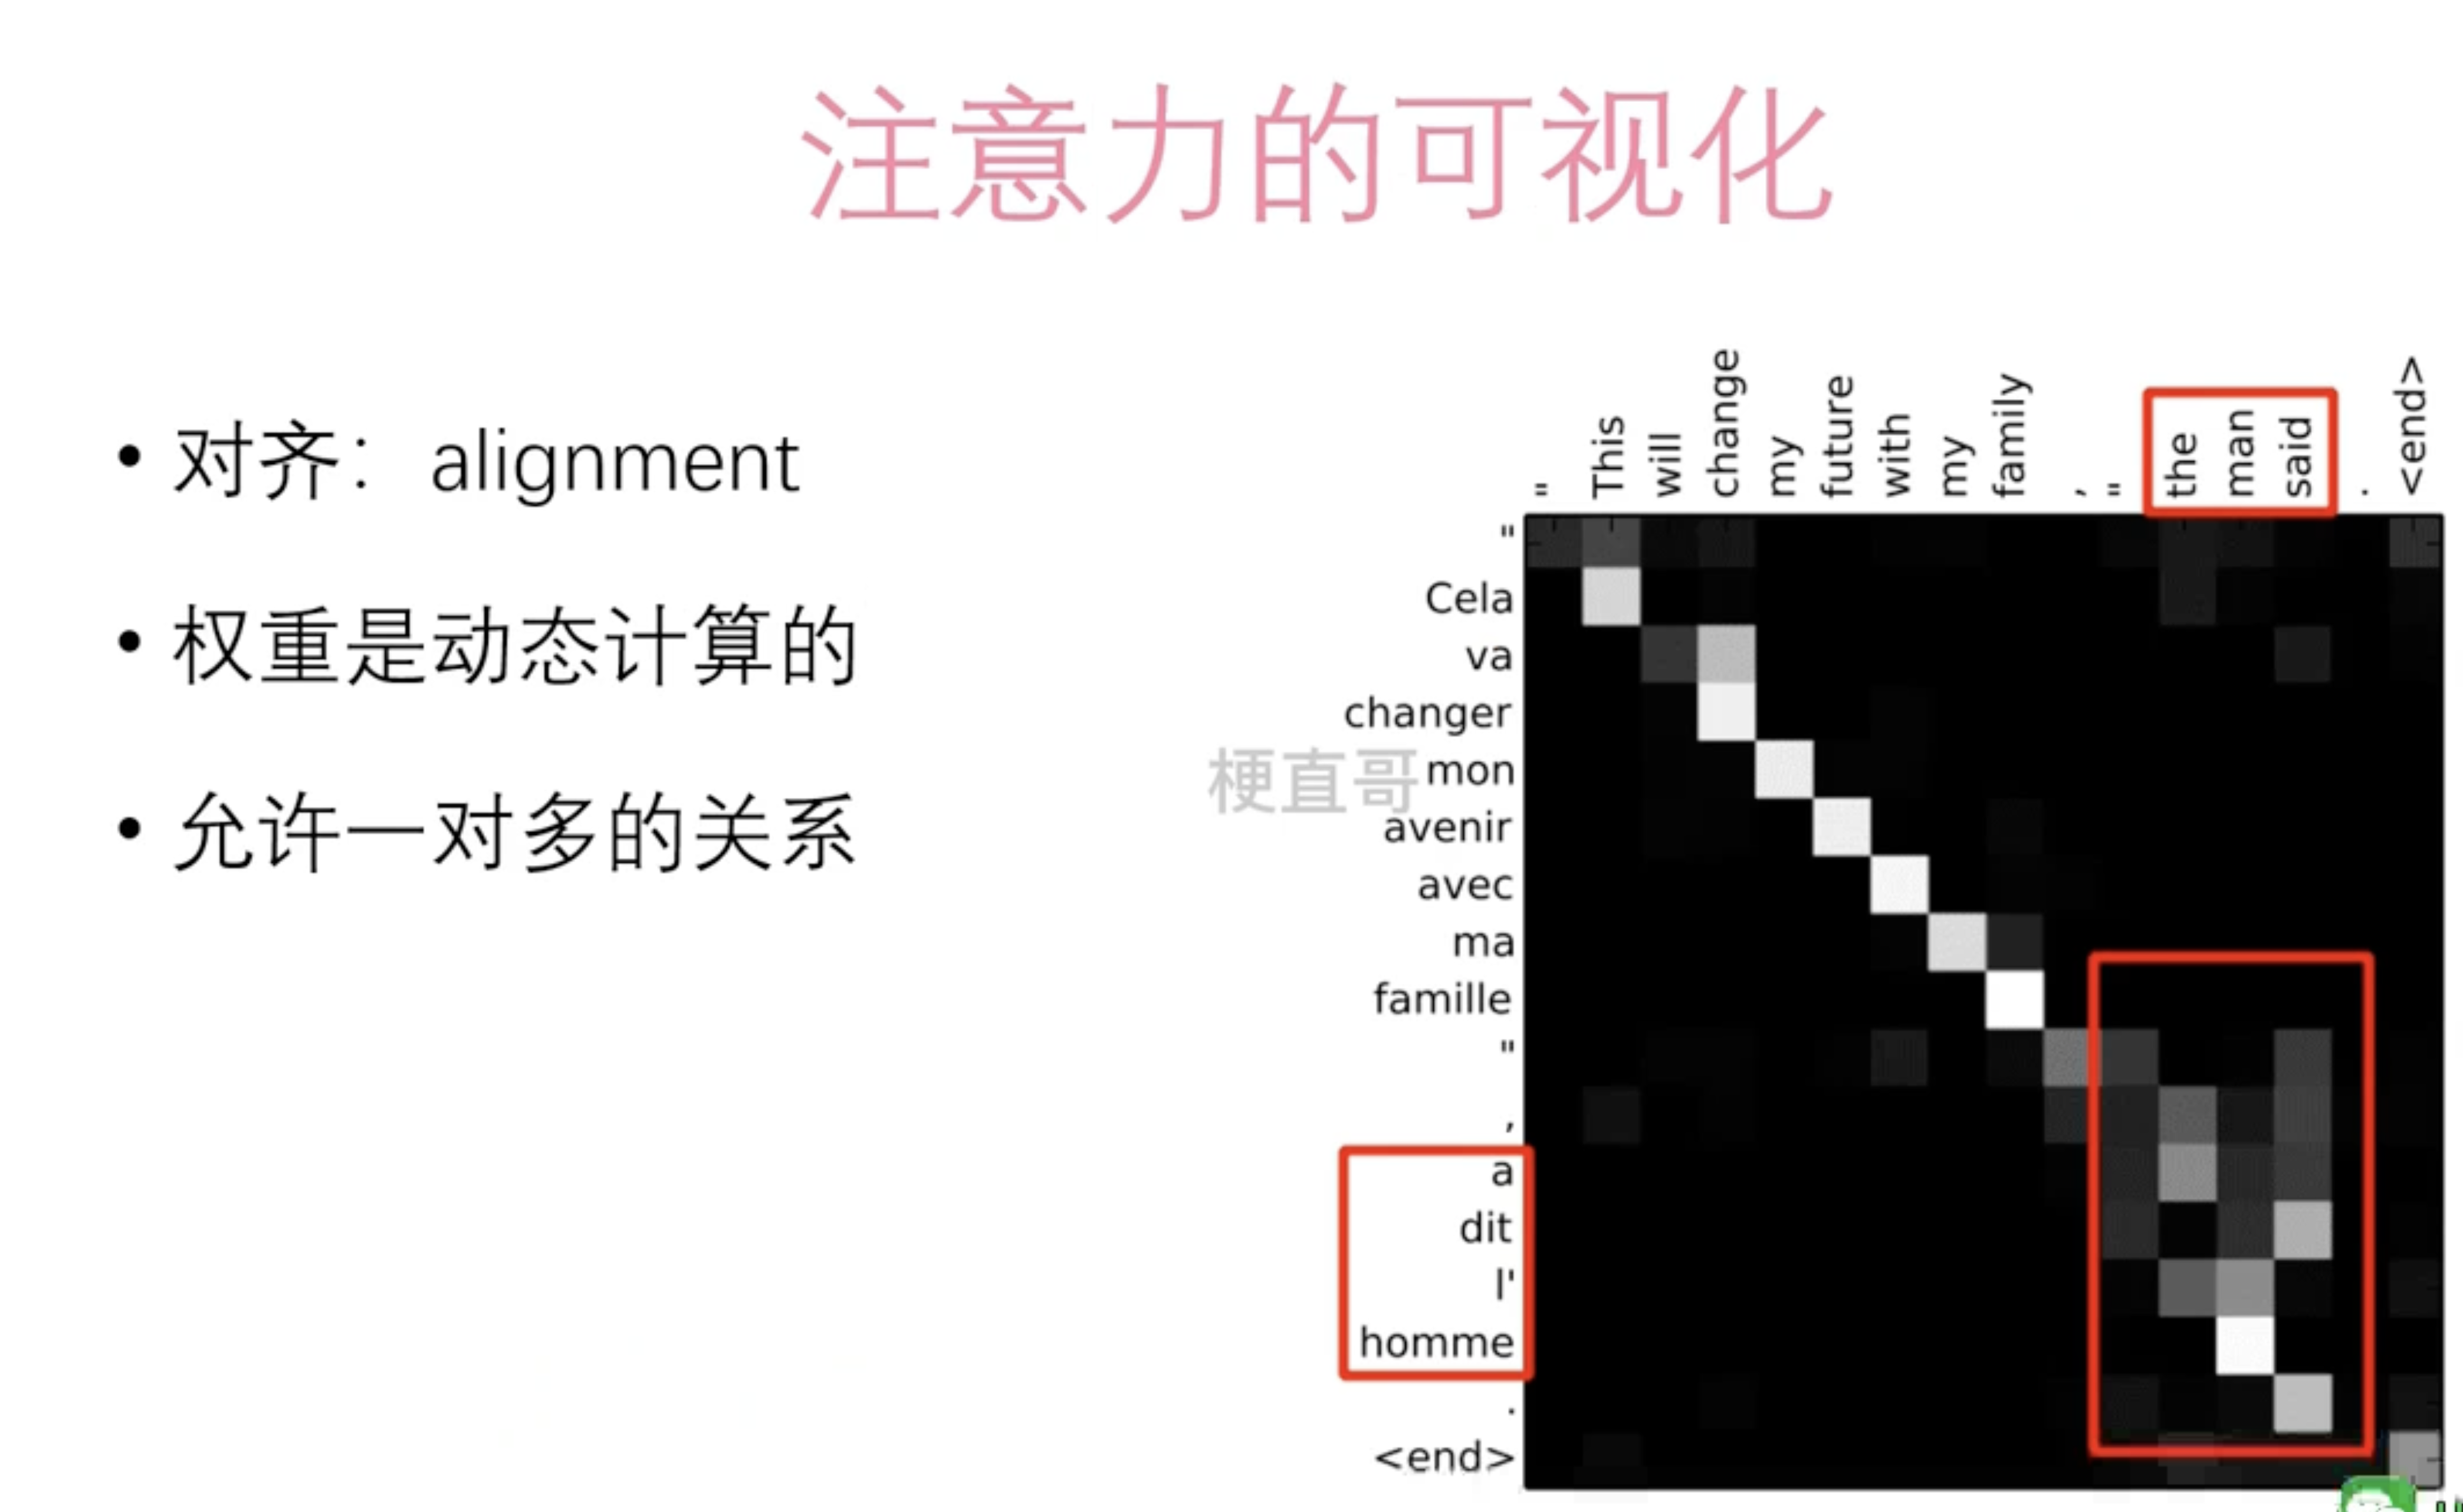 注意力的可视化
• 对齐： alignment
• 权重是动态计算的
• 允许一对多的关系
" This will change my future with my family , " the man said . <end>
"
Cela
va
changer
梗直哥
mon
avenir
avec
ma
famille
"
,
a
dit
l'
homme
.
<end>